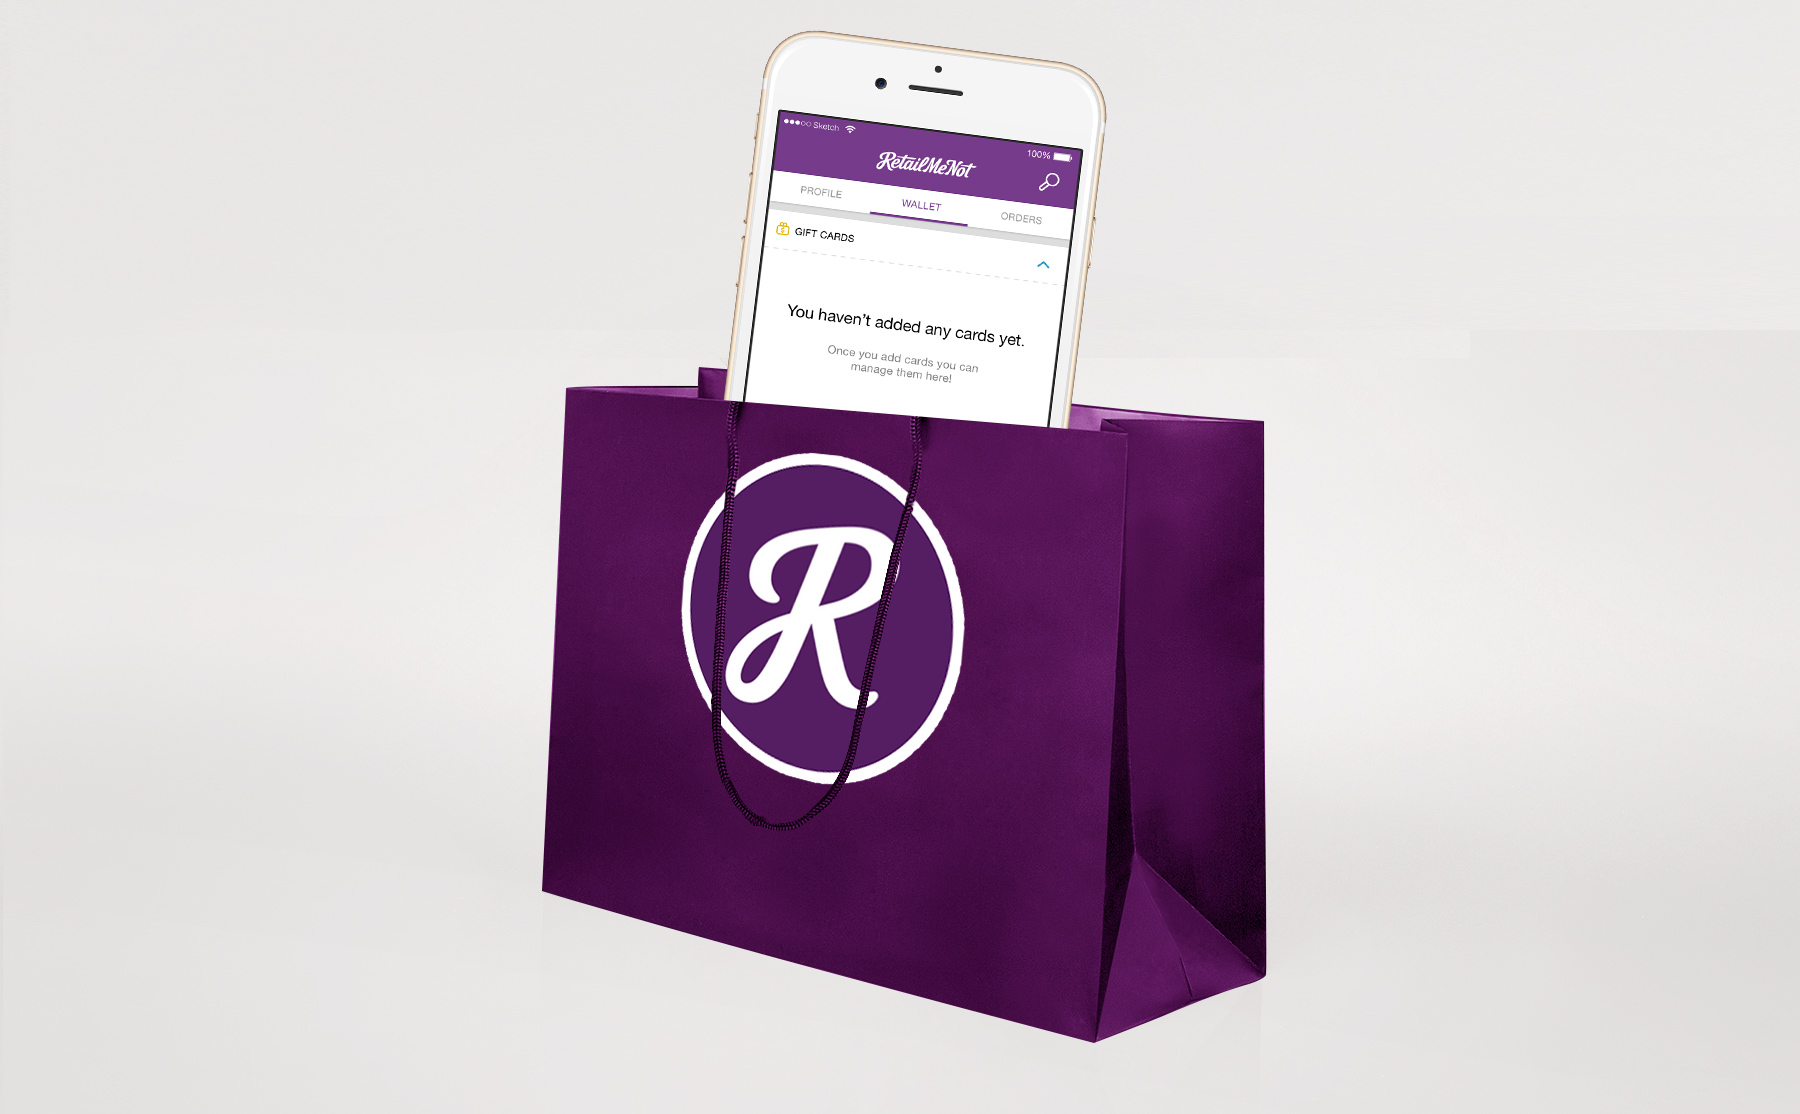 Sketch
100%
RetailMeNot
PROFILE
WALLET
ORDERS
GIFT CARDS
You haven't added any cards yet.
Once you add cards you can
manage them here!
R